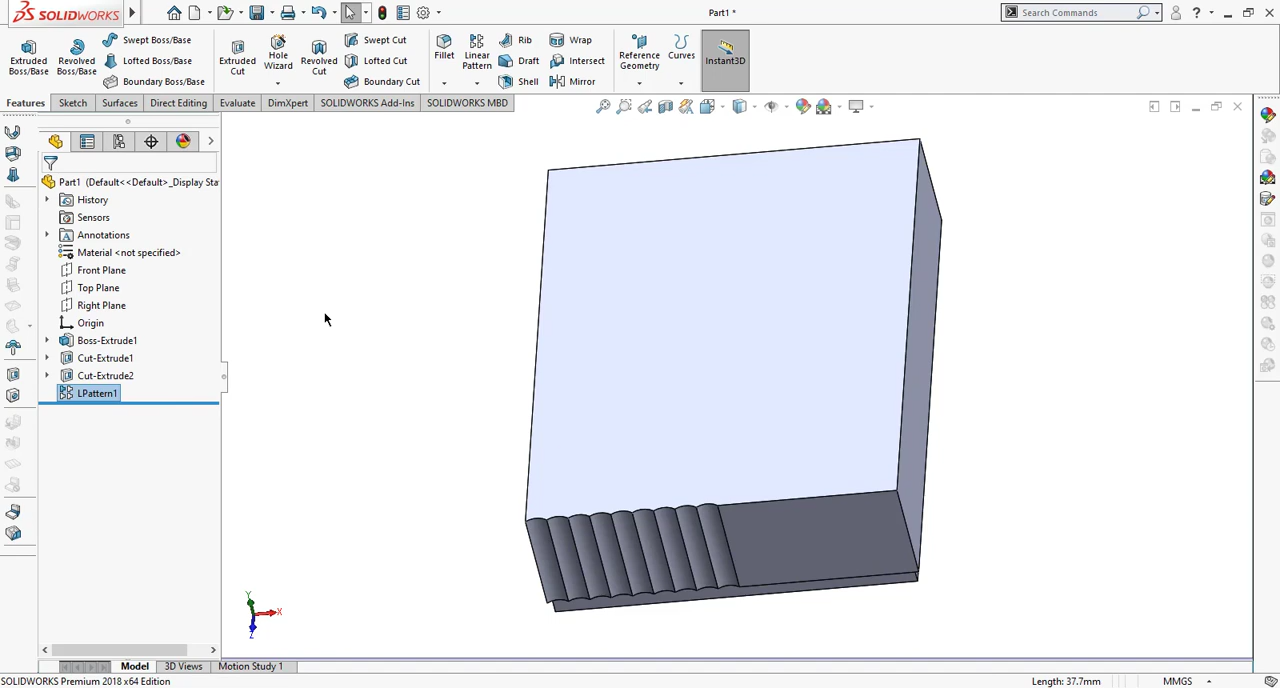 SOLIDWORKS
Part1 *
Search Commands
?
Extruded Boss/Base
Revolved Boss/Base
Swept Boss/Base
Lofted Boss/Base
Boundary Boss/Base
Extruded Cut
Hole Wizard
Revolved Cut
Swept Cut
Lofted Cut
Boundary Cut
Fillet
Linear Pattern
Rib
Draft
Shell
Wrap
Intersect
Mirror
Reference Geometry
Curves
Instant3D
Features
Sketch
Surfaces
Direct Editing
Evaluate
DimXpert
SOLIDWORKS Add-Ins
SOLIDWORKS MBD
Part1 (Default<<Default>_Display Sta
History
Sensors
Annotations
Material <not specified>
Front Plane
Top Plane
Right Plane
Origin
Boss-Extrude1
Cut-Extrude1
Cut-Extrude2
LPattern1
Y
X
Z
Model
3D Views
Motion Study 1
SOLIDWORKS Premium 2018 x64 Edition
Length: 37.7mm
MMGS